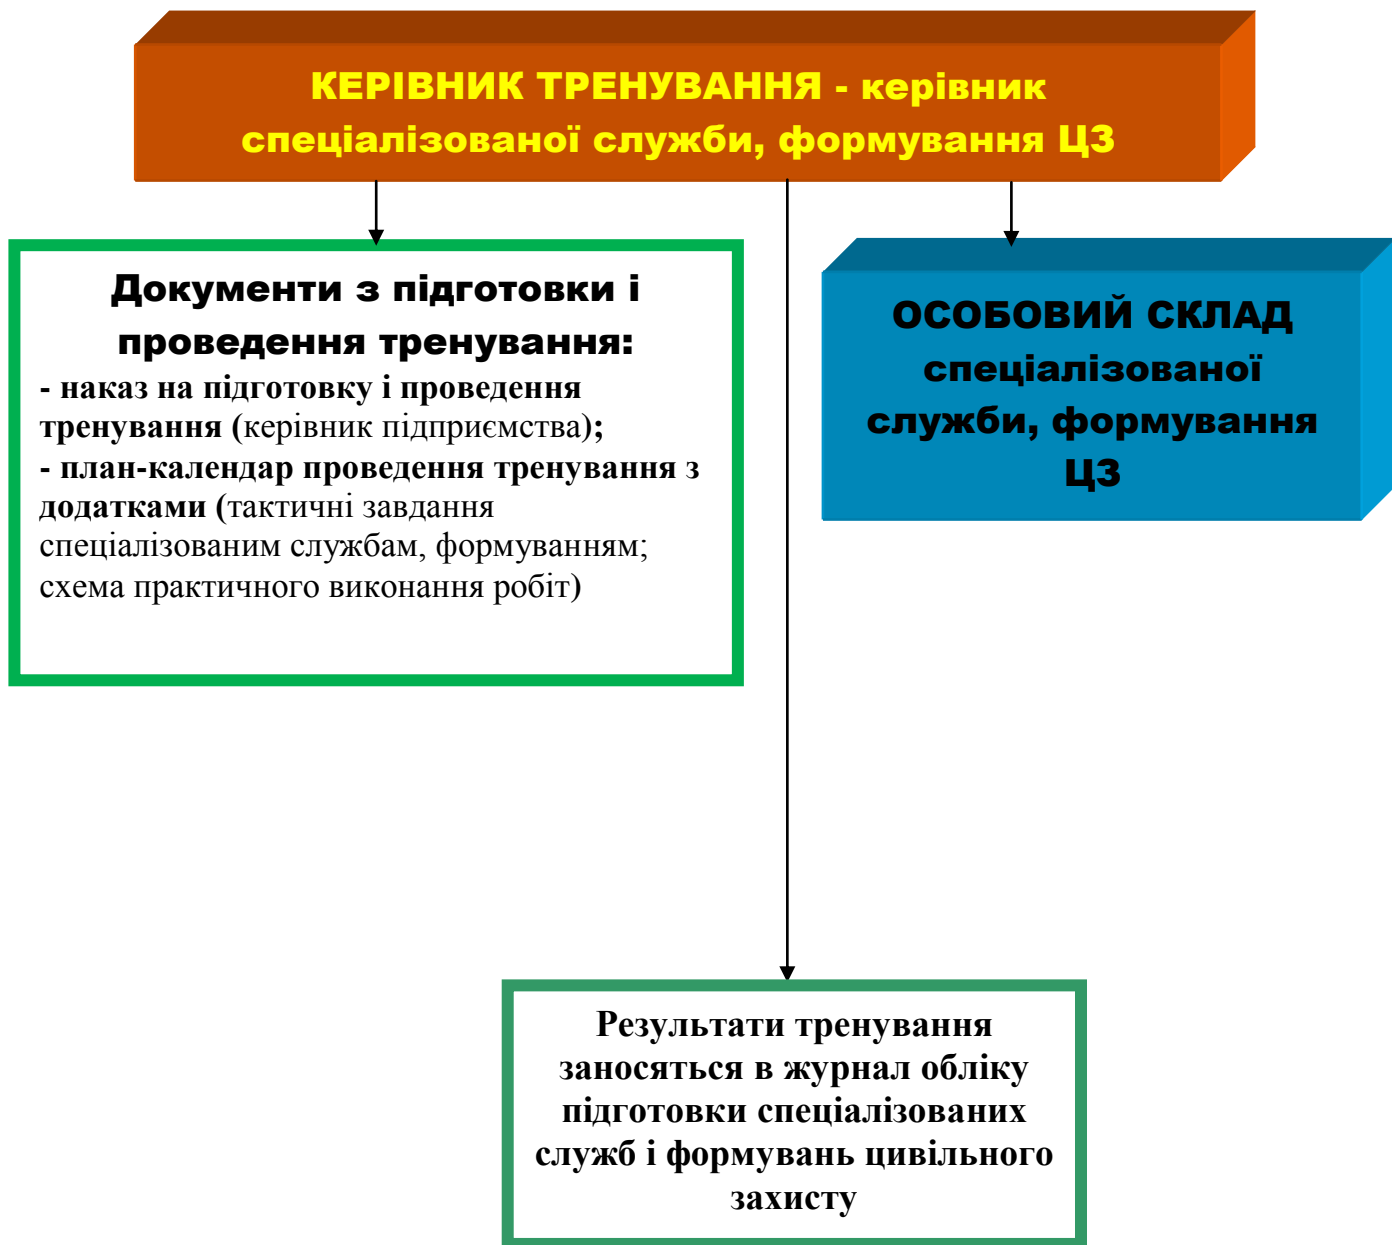 КЕРІВНИК ТРЕНУВАННЯ - керівник
спеціалізованої служби, формування ЦЗ
Документи з підготовки і
проведення тренування:
- наказ на підготовку і проведення
тренування (керівник підприємства);
- план-календар проведення тренування з
додатками (тактичні завдання
спеціалізованим службам, формуванням;
схема практичного виконання робіт)
ОСОБОВИЙ СКЛАД
спеціалізованої
служби, формування
ЦЗ
Результати тренування
заносяться в журнал обліку
підготовки спеціалізованих
служб і формувань цивільного
захисту